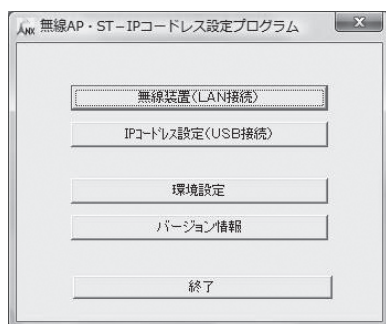 ANX 無線AP・ST－IPコードレス設定プログラム
無線装置(LAN接続)
IPｺｰﾄﾞﾚｽ設定(USB接続)
環境設定
バージョン情報
終了